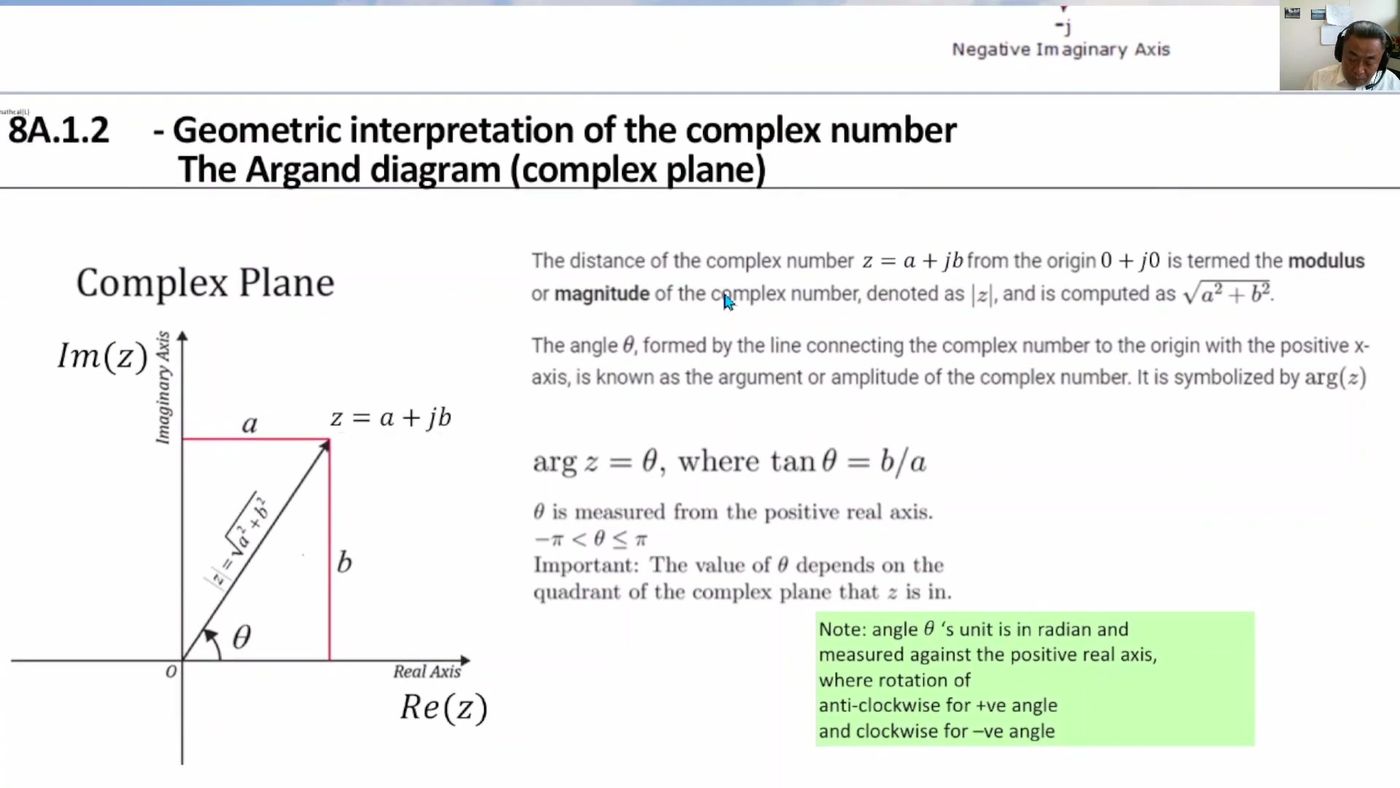 -j
Negative Imaginary Axis
8A.1.2 - Geometric interpretation of the complex number
The Argand diagram (complex plane)
Complex Plane
Im(z)
Imaginary Axis
a
z = a + jb
|z| = √a² + b²
b
θ
O
Real Axis
Re(z)
The distance of the complex number z = a + jb from the origin 0 + j0 is termed the modulus
or magnitude of the complex number, denoted as |z|, and is computed as √a² + b².
The angle θ, formed by the line connecting the complex number to the origin with the positive x-
axis, is known as the argument or amplitude of the complex number. It is symbolized by arg(z)
arg z = θ, where tan θ = b/a
θ is measured from the positive real axis.
−π < θ ≤ π
Important: The value of θ depends on the
quadrant of the complex plane that z is in.
Note: angle θ ‘s unit is in radian and
measured against the positive real axis,
where rotation of
anti-clockwise for +ve angle
and clockwise for –ve angle